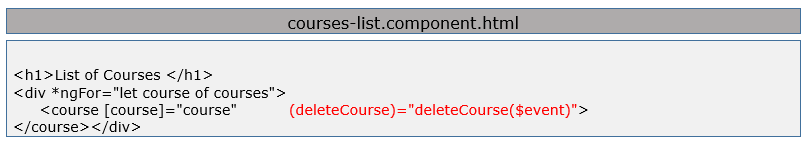 courses-list.component.html
<h1>List of Courses </h1>
<div *ngFor="let course of courses">
<course [course]="course" (deleteCourse)="deleteCourse($event)">
</course></div>